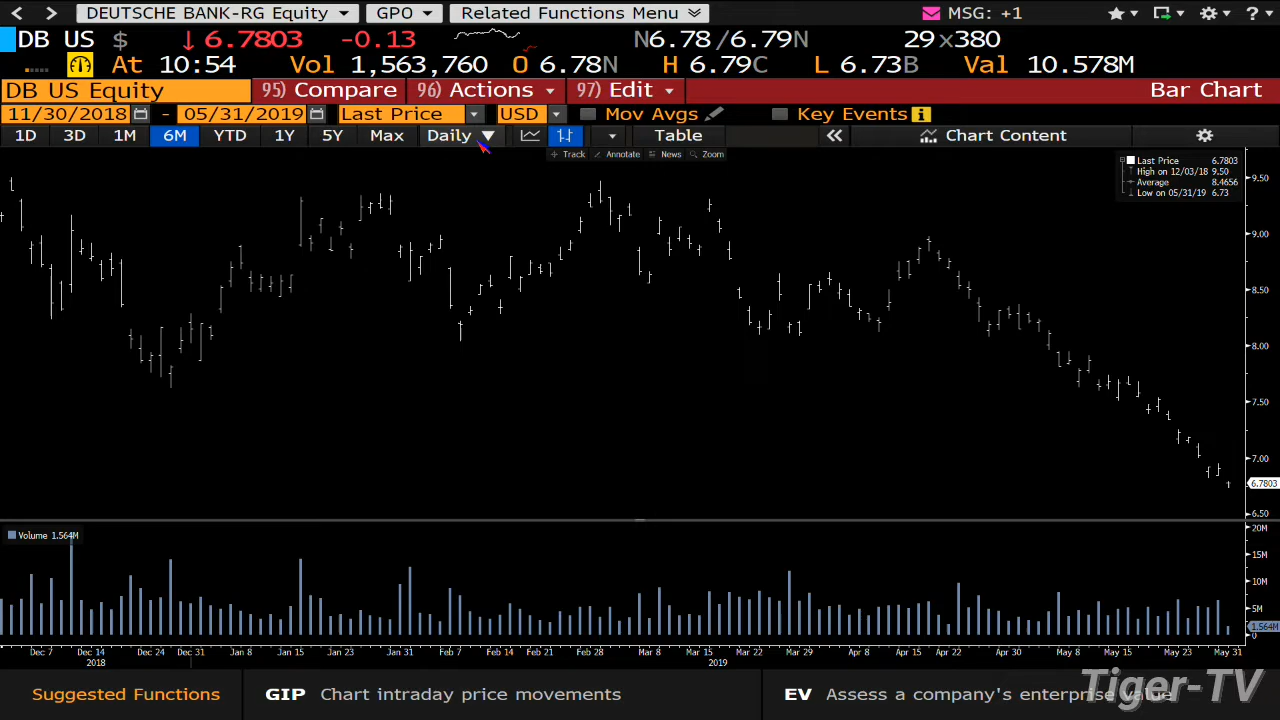 DEUTSCHE BANK-RG Equity GPO Related Functions Menu MSG: +1 ?
DB US $ ↓ 6.7803 -0.13 N6.78 /6.79N 29×380
At 10:54 Vol 1,563,760 O 6.78N H 6.79C L 6.73B Val 10.578M
DB US Equity 95) Compare 96) Actions 97) Edit Bar Chart
11/30/2018 - 05/31/2019 Last Price USD Mov Avgs Key Events i
1D 3D 1M 6M YTD 1Y 5Y Max Daily ▼ Table « Chart Content
Track Annotate News Zoom
Last Price 6.7803
High on 12/03/18 9.50
Average 8.4656
Low on 05/31/19 6.73
9.50
9.00
8.50
8.00
7.50
7.00
6.7803
6.50
Volume 1.564M
20M
15M
10M
5M
1.564M
0
Dec 7 Dec 14 Dec 24 Dec 31 Jan 8 Jan 15 Jan 23 Jan 31 Feb 7 Feb 14 Feb 21 Feb 28 Mar 8 Mar 15 Mar 22 Mar 29 Apr 8 Apr 15 Apr 22 Apr 30 May 8 May 15 May 23 May 31
2018 2019
Suggested Functions GIP Chart intraday price movements EV Assess a company's enterprise value
Tiger-TV